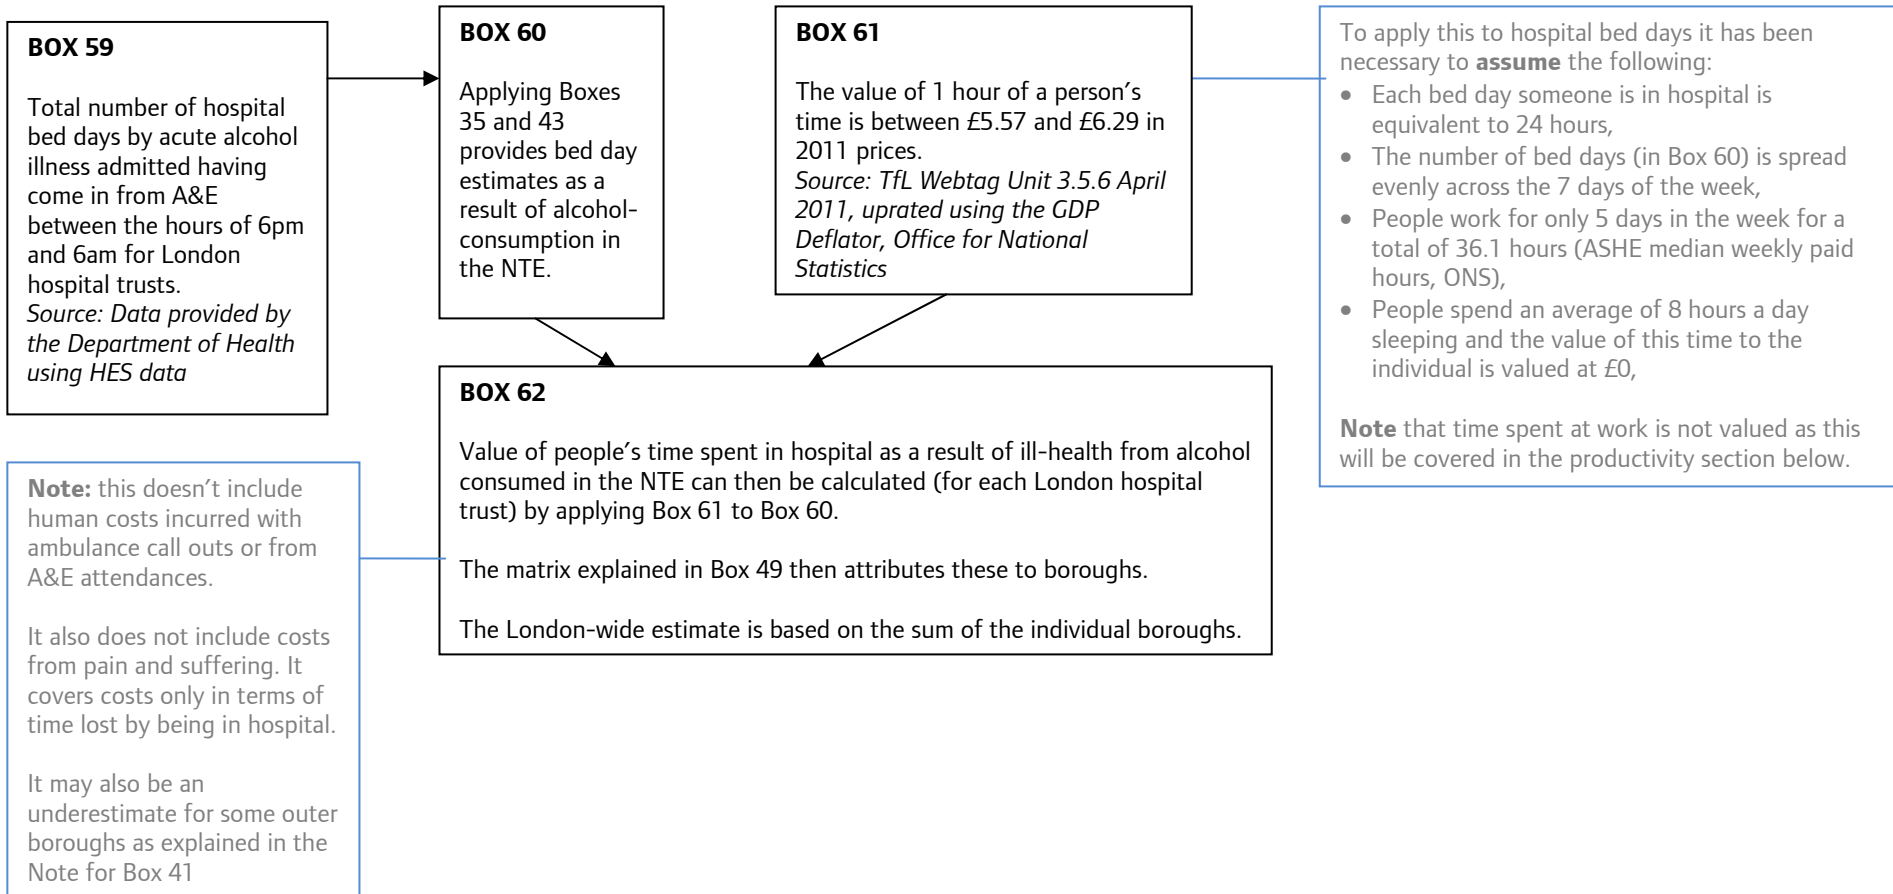 BOX 59
Total number of hospital
bed days by acute alcohol
illness admitted having
come in from A&E
between the hours of 6pm
and 6am for London
hospital trusts.
Source: Data provided by
the Department of Health
using HES data
BOX 60
Applying Boxes
35 and 43
provides bed day
estimates as a
result of alcohol-
consumption in
the NTE.
BOX 61
The value of 1 hour of a person’s
time is between £5.57 and £6.29 in
2011 prices.
Source: TfL Webtag Unit 3.5.6 April
2011, uprated using the GDP
Deflator, Office for National
Statistics
To apply this to hospital bed days it has been
necessary to assume the following:
• Each bed day someone is in hospital is
equivalent to 24 hours,
• The number of bed days (in Box 60) is spread
evenly across the 7 days of the week,
• People work for only 5 days in the week for a
total of 36.1 hours (ASHE median weekly paid
hours, ONS),
• People spend an average of 8 hours a day
sleeping and the value of this time to the
individual is valued at £0,
Note that time spent at work is not valued as this
will be covered in the productivity section below.
BOX 62
Value of people’s time spent in hospital as a result of ill-health from alcohol
consumed in the NTE can then be calculated (for each London hospital
trust) by applying Box 61 to Box 60.
The matrix explained in Box 49 then attributes these to boroughs.
The London-wide estimate is based on the sum of the individual boroughs.
Note: this doesn’t include
human costs incurred with
ambulance call outs or from
A&E attendances.
It also does not include costs
from pain and suffering. It
covers costs only in terms of
time lost by being in hospital.
It may also be an
underestimate for some outer
boroughs as explained in the
Note for Box 41